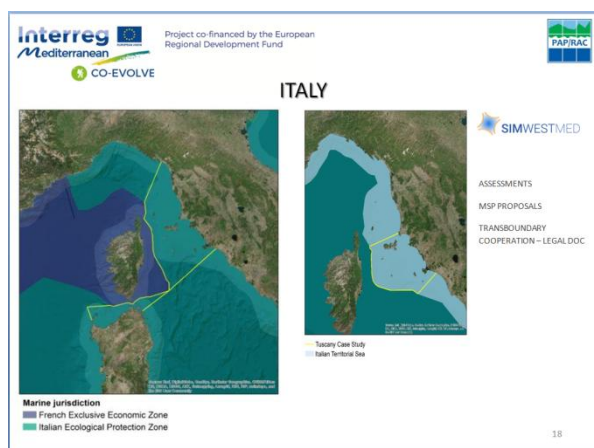 Interreg
Mediterranean
EUROPEAN UNION
CO-EVOLVE
Project co-financed by the European
Regional Development Fund
PAP/RAC
ITALY
SIMWESTMED
ASSESSMENTS
MSP PROPOSALS
TRANSBOUNDARY
COOPERATION – LEGAL DOC
Tuscany Case Study
Italian Territorial Sea
Marine jurisdiction
French Exclusive Economic Zone
Italian Ecological Protection Zone
18